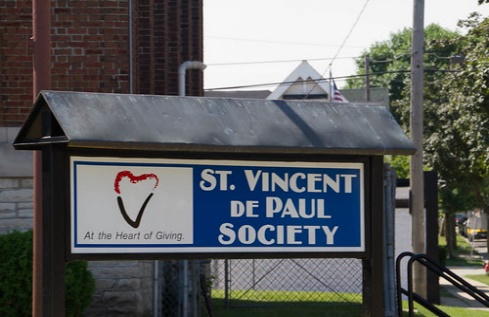 ST. VINCENT
DE PAUL
SOCIETY
At the Heart of Giving.